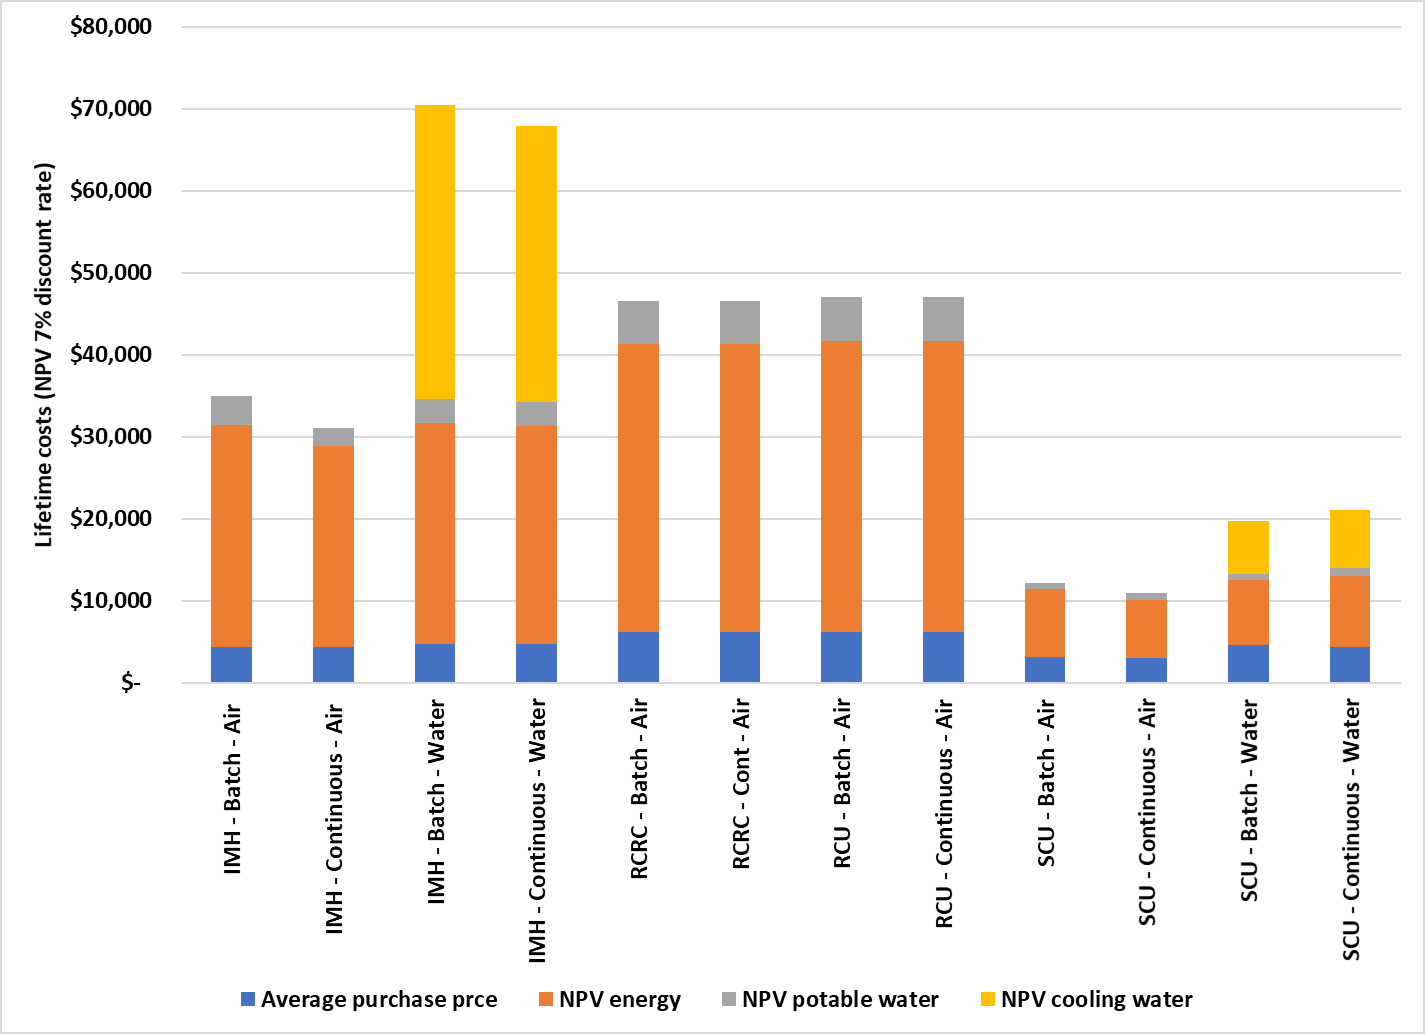 $80,000
$70,000
$60,000
$50,000
$40,000
$30,000
$20,000
$10,000
$-
Lifetime costs (NPV 7% discount rate)
IMH - Batch - Air
IMH - Continuous - Air
IMH - Batch - Water
IMH - Continuous - Water
RCRC - Batch - Air
RCRC - Cont - Air
RCU - Batch - Air
RCU - Continuous - Air
SCU - Batch - Air
SCU - Continuous - Air
SCU - Batch - Water
SCU - Continuous - Water
Average purchase prce
NPV energy
NPV potable water
NPV cooling water